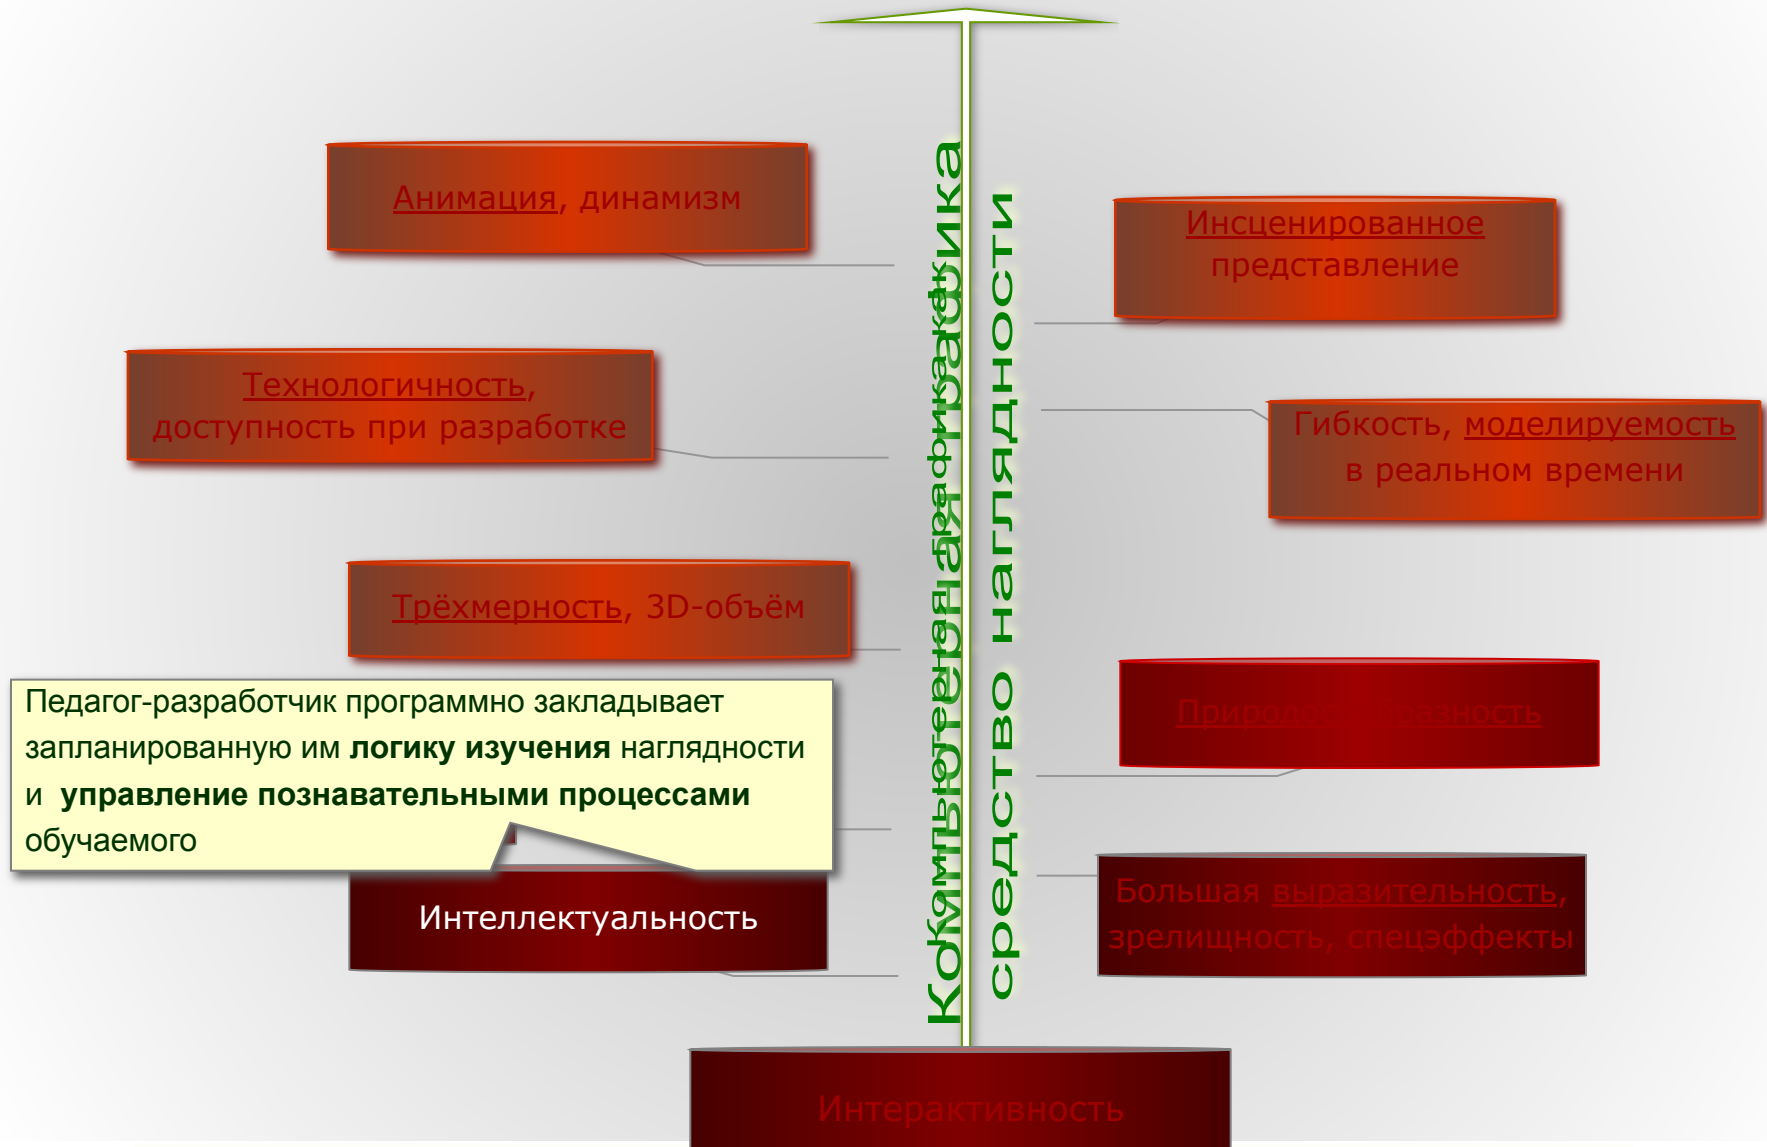 Анимация, динамизм
Инсценированное
представление
Технологичность,
доступность при разработке
Гибкость, моделируемость
в реальном времени
Трёхмерность, 3D-объём
Педагог-разработчик программно закладывает
запланированную им логику изучения наглядности
и управление познавательными процессами
обучаемого
Интеллектуальность
Большая выразительность,
зрелищность, спецэффекты
Интерактивность
Компьютерная графика
средство наглядности